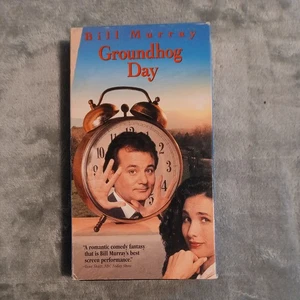 Bill Murray
Groundhog
Day
"A romantic comedy fantasy
that is Bill Murray's best
screen performance."